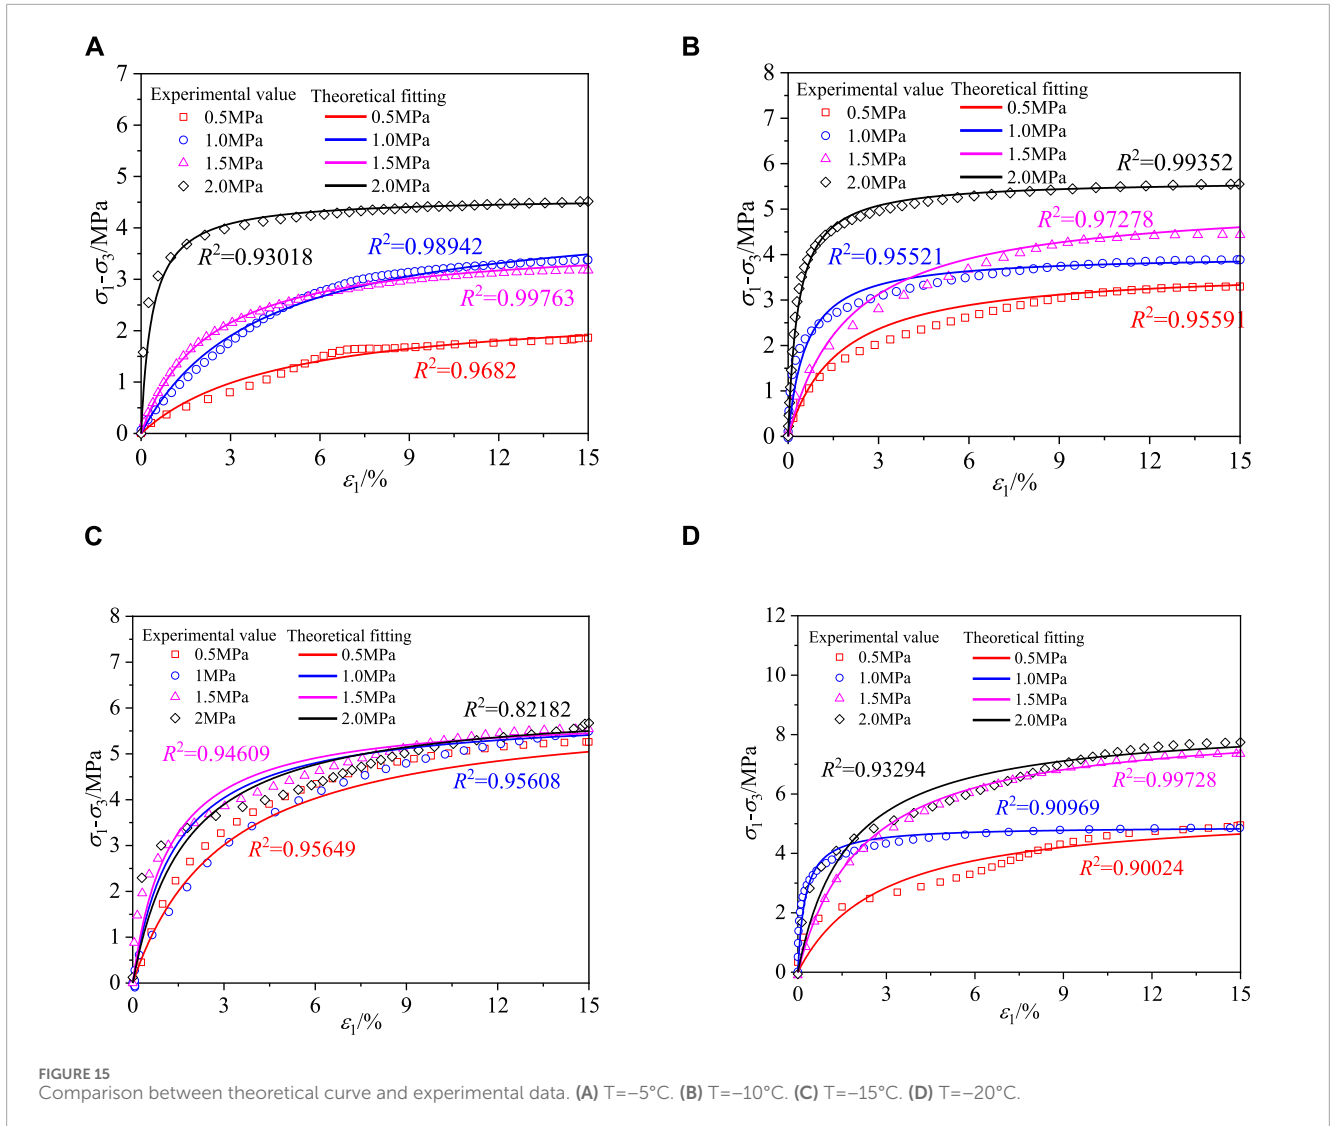 A
7
6
5
4
3
2
1
0
σ1-σ3/MPa
Experimental value Theoretical fitting
0.5MPa 0.5MPa
1.0MPa 1.0MPa
1.5MPa 1.5MPa
2.0MPa 2.0MPa
R²=0.93018
R²=0.98942
R²=0.99763
R²=0.9682
0 3 6 9 12 15
ε1/%
B
8
7
6
5
4
3
2
1
0
σ1-σ3/MPa
Experimental value Theoretical fitting
0.5MPa 0.5MPa
1.0MPa 1.0MPa
1.5MPa 1.5MPa
2.0MPa 2.0MPa
R²=0.99352
R²=0.97278
R²=0.95521
R²=0.95591
0 3 6 9 12 15
ε1/%
C
8
7
6
5
4
3
2
1
0
σ1-σ3/MPa
Experimental value Theoretical fitting
0.5MPa 0.5MPa
1MPa 1.0MPa
1.5MPa 1.5MPa
2MPa 2.0MPa
R²=0.82182
R²=0.94609
R²=0.95608
R²=0.95649
0 3 6 9 12 15
ε1/%
D
12
10
8
6
4
2
0
σ1-σ3/MPa
Experimental value Theoretical fitting
0.5MPa 0.5MPa
1.0MPa 1.0MPa
1.5MPa 1.5MPa
2.0MPa 2.0MPa
R²=0.93294
R²=0.99728
R²=0.90969
R²=0.90024
0 3 6 9 12 15
ε1/%
FIGURE 15
Comparison between theoretical curve and experimental data. (A) T=−5°C. (B) T=−10°C. (C) T=−15°C. (D) T=−20°C.